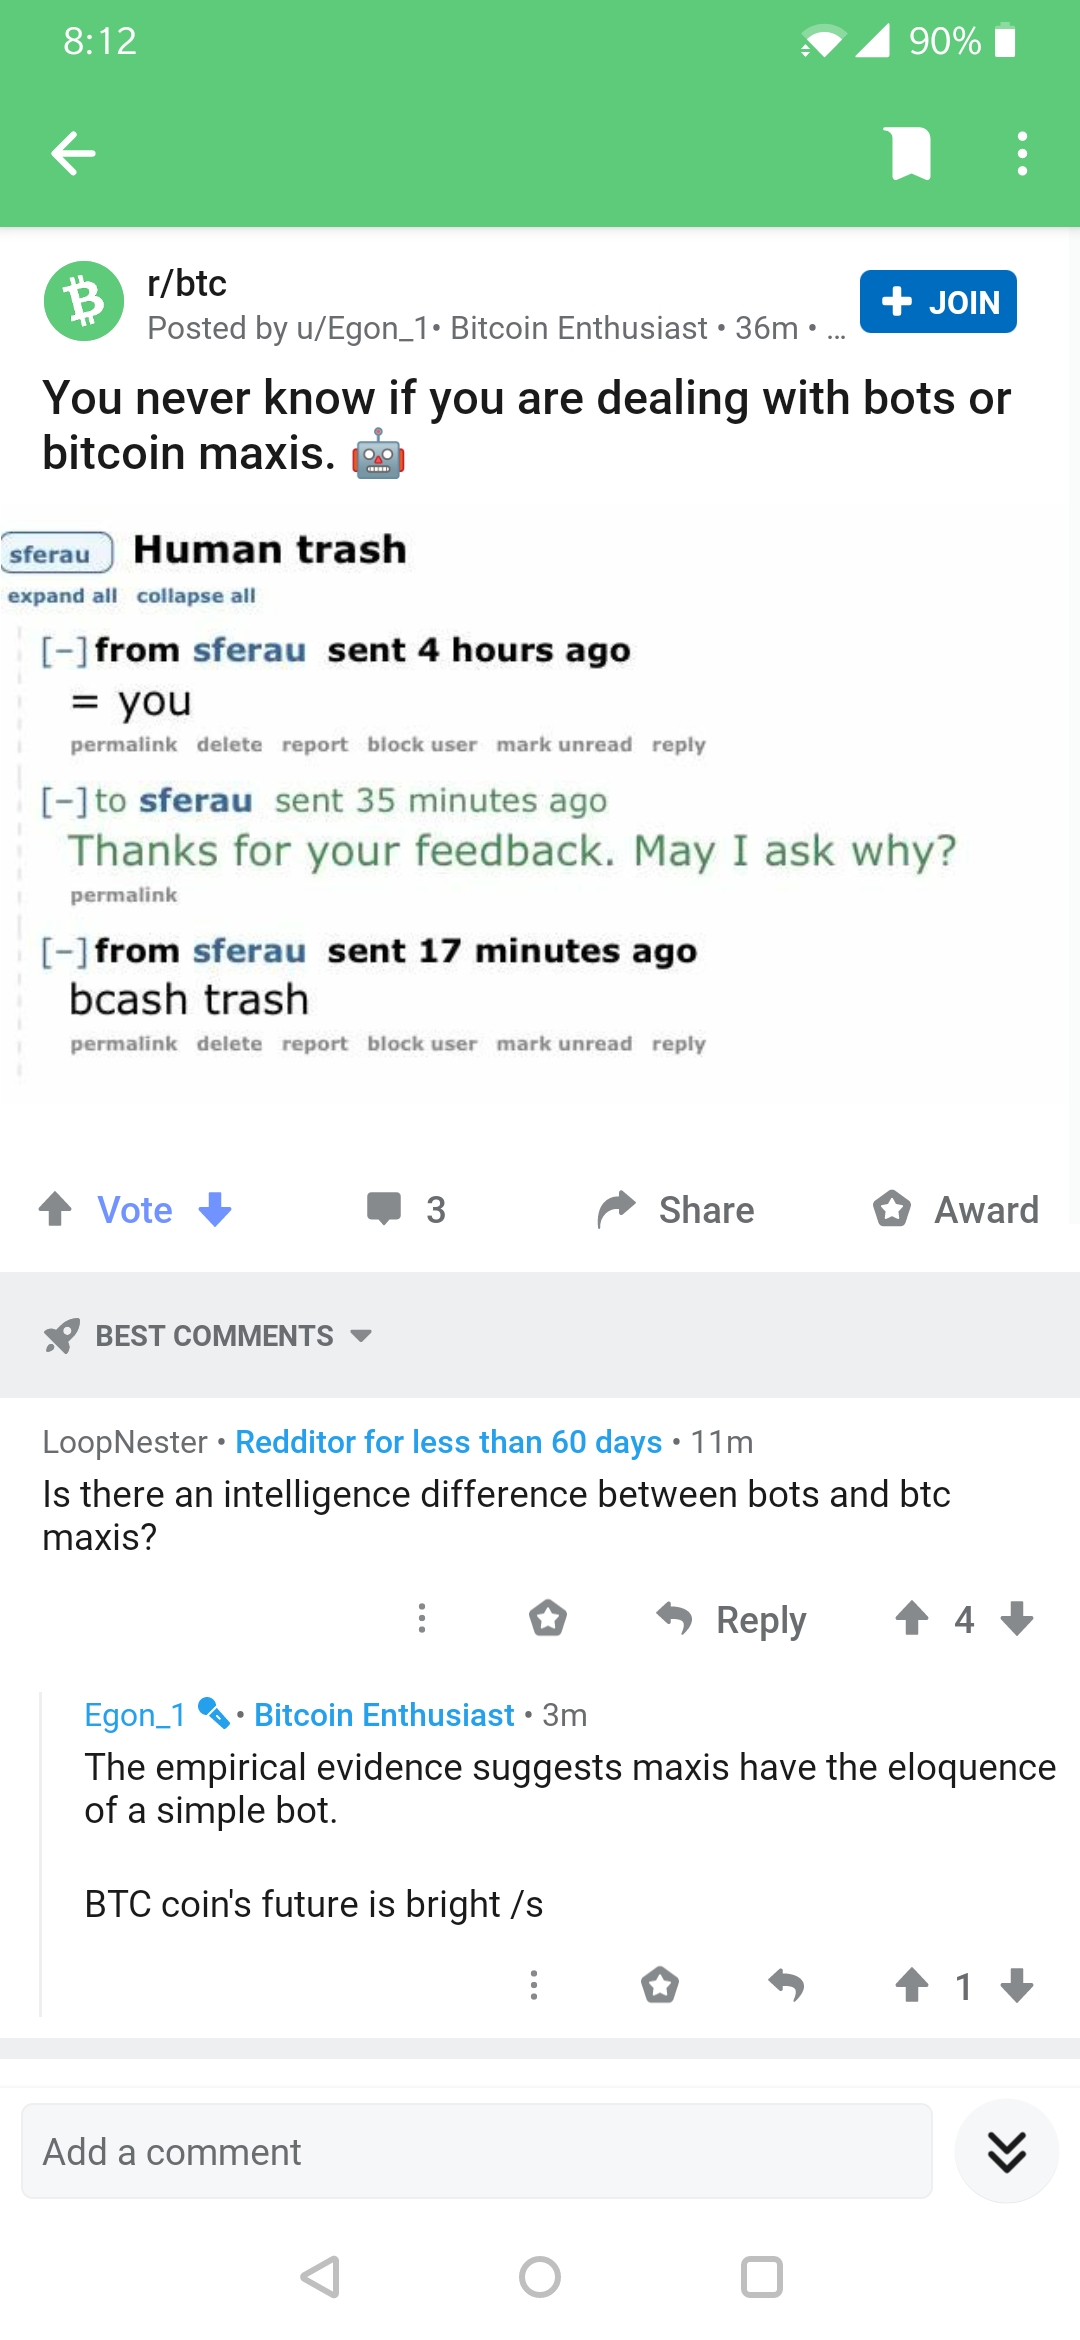 8:12
90%
r/btc
Posted by u/Egon_1• Bitcoin Enthusiast • 36m • ...
JOIN
You never know if you are dealing with bots or
bitcoin maxis. 🤖
sferau Human trash
expand all collapse all
[-] from sferau sent 4 hours ago
= you
permalink delete report block user mark unread reply
[-] to sferau sent 35 minutes ago
Thanks for your feedback. May I ask why?
permalink
[-] from sferau sent 17 minutes ago
bcash trash
permalink delete report block user mark unread reply
Vote 3 Share Award
BEST COMMENTS
LoopNester • Redditor for less than 60 days • 11m
Is there an intelligence difference between bots and btc
maxis?
Reply 4
Egon_1 • Bitcoin Enthusiast • 3m
The empirical evidence suggests maxis have the eloquence
of a simple bot.
BTC coin's future is bright /s
1
Add a comment